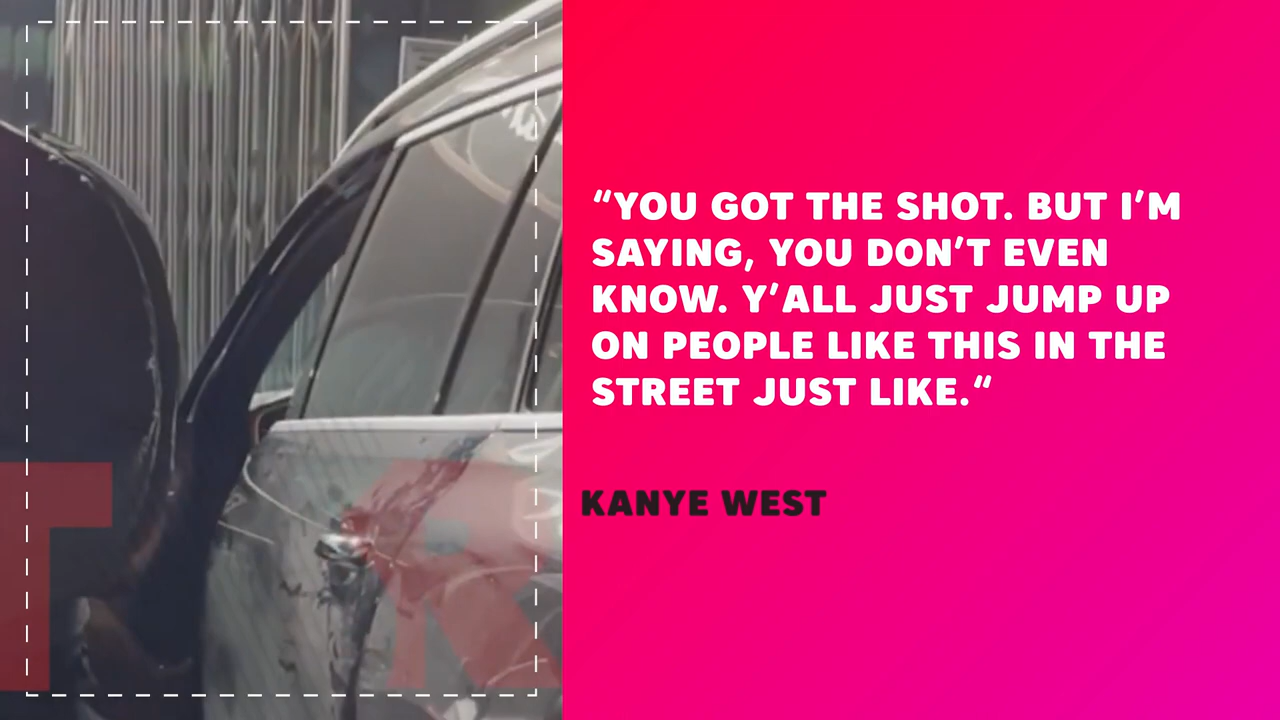 “YOU GOT THE SHOT. BUT I’M
SAYING, YOU DON’T EVEN
KNOW. Y’ALL JUST JUMP UP
ON PEOPLE LIKE THIS IN THE
STREET JUST LIKE.“
KANYE WEST